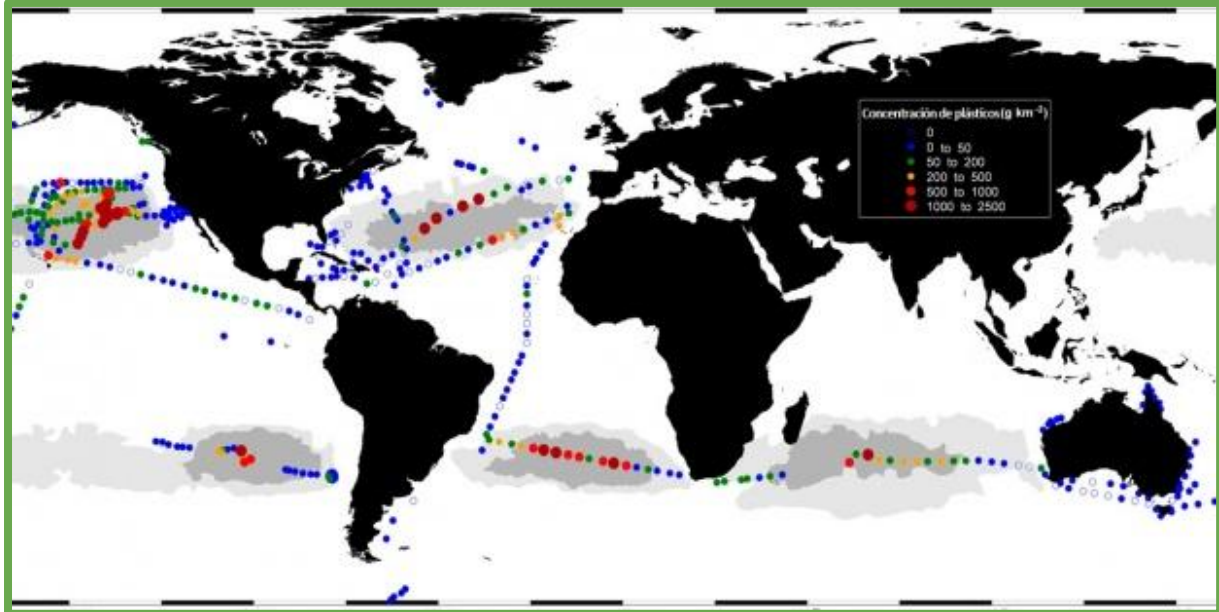 Concentración de plásticos (g km⁻²)
0
0 to 50
50 to 200
200 to 500
500 to 1000
1000 to 2500